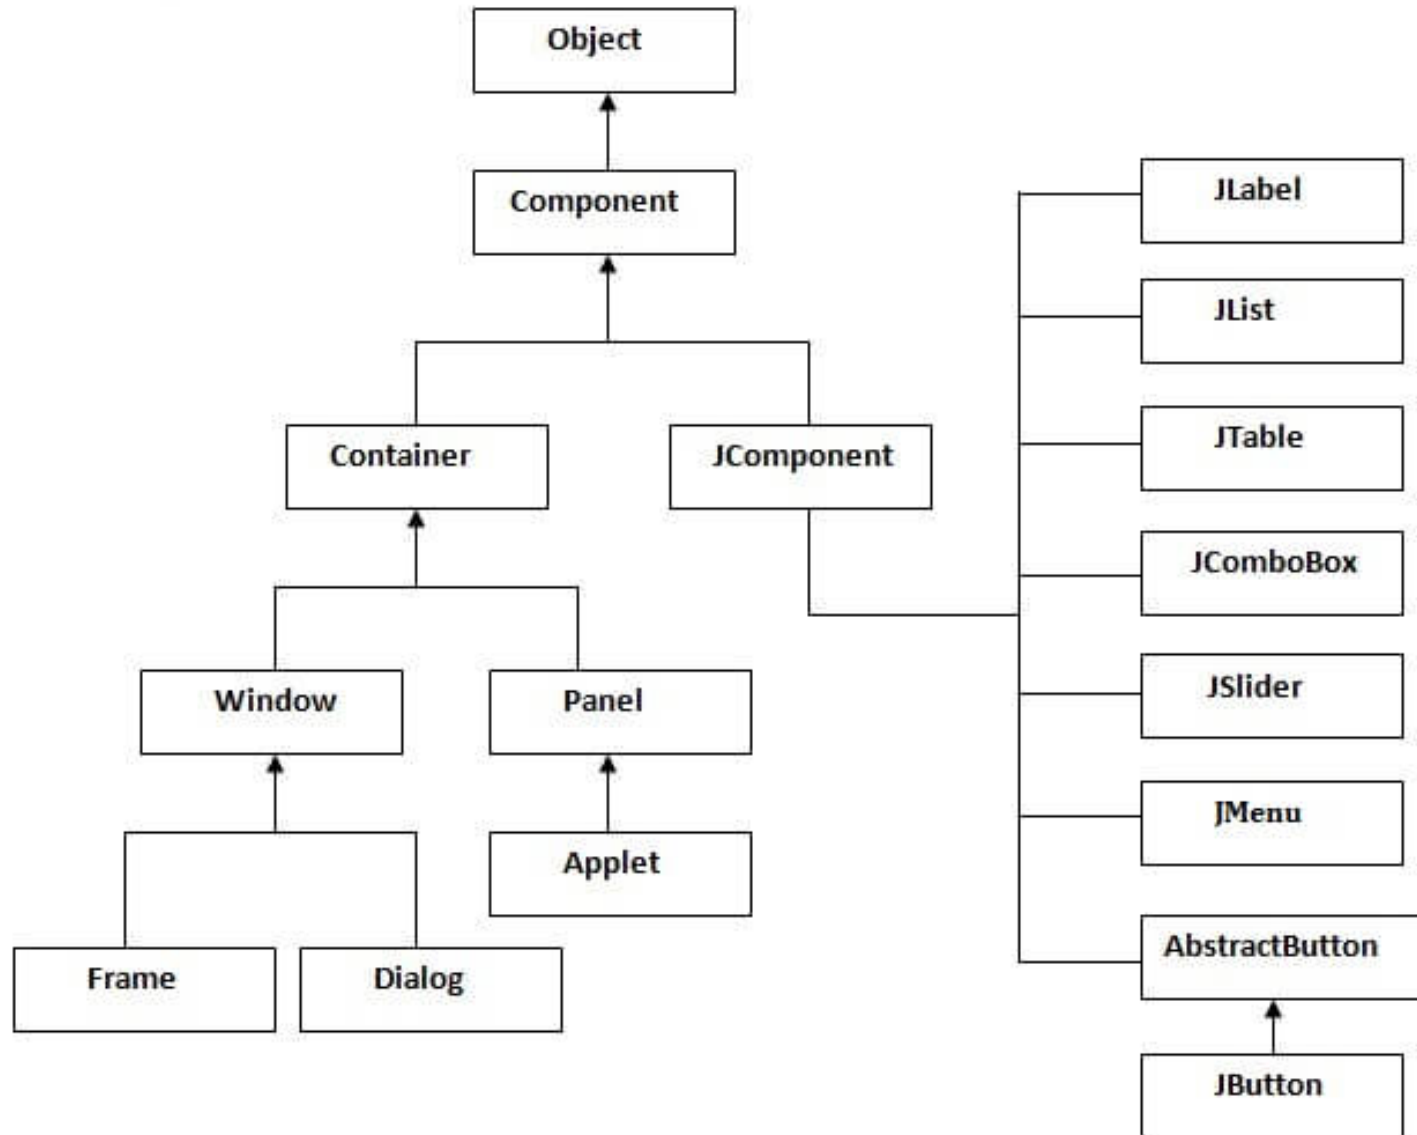 Object
Component
JLabel
JList
Container
JComponent
JTable
JComboBox
Window
Panel
JSlider
JMenu
Applet
Frame
Dialog
AbstractButton
JButton